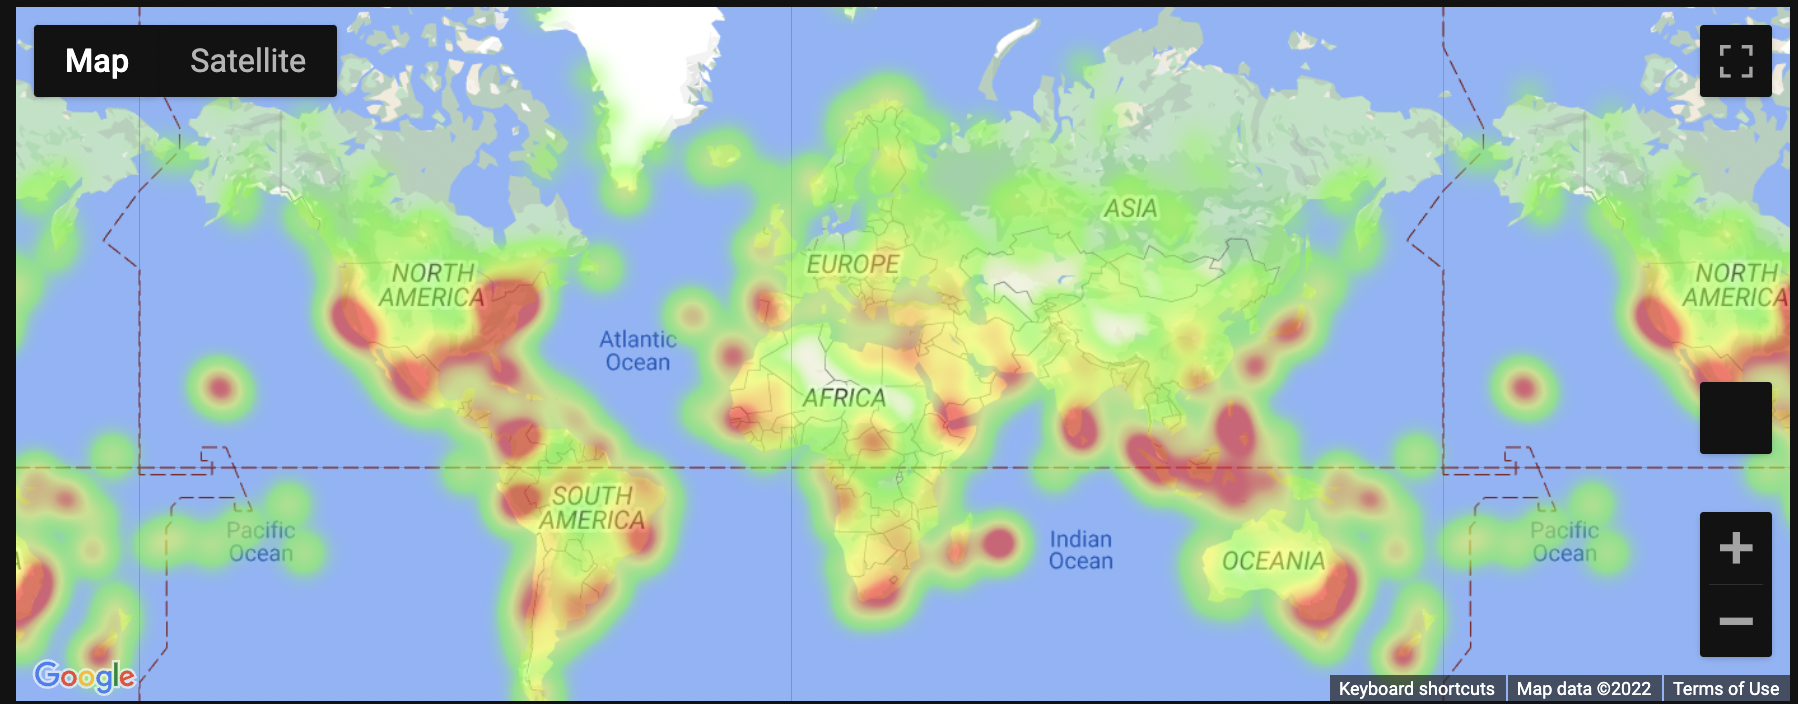 Map
Satellite
ASIA
NORTH
AMERICA
EUROPE
NORTH
AMERICA
Atlantic
Ocean
AFRICA
SOUTH
AMERICA
Pacific
Ocean
Indian
Ocean
OCEANIA
Pacific
Ocean
A
Google
Keyboard shortcuts
Map data ©2022
Terms of Use